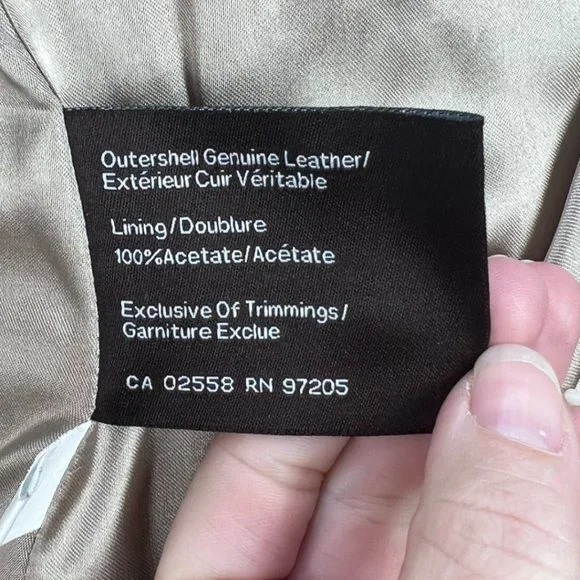 Outershell Genuine Leather/
Extérieur Cuir Véritable
Lining/Doublure
100%Acetate/Acétate
Exclusive Of Trimmings/
Garniture Exclue
CA 02558 RN 97205